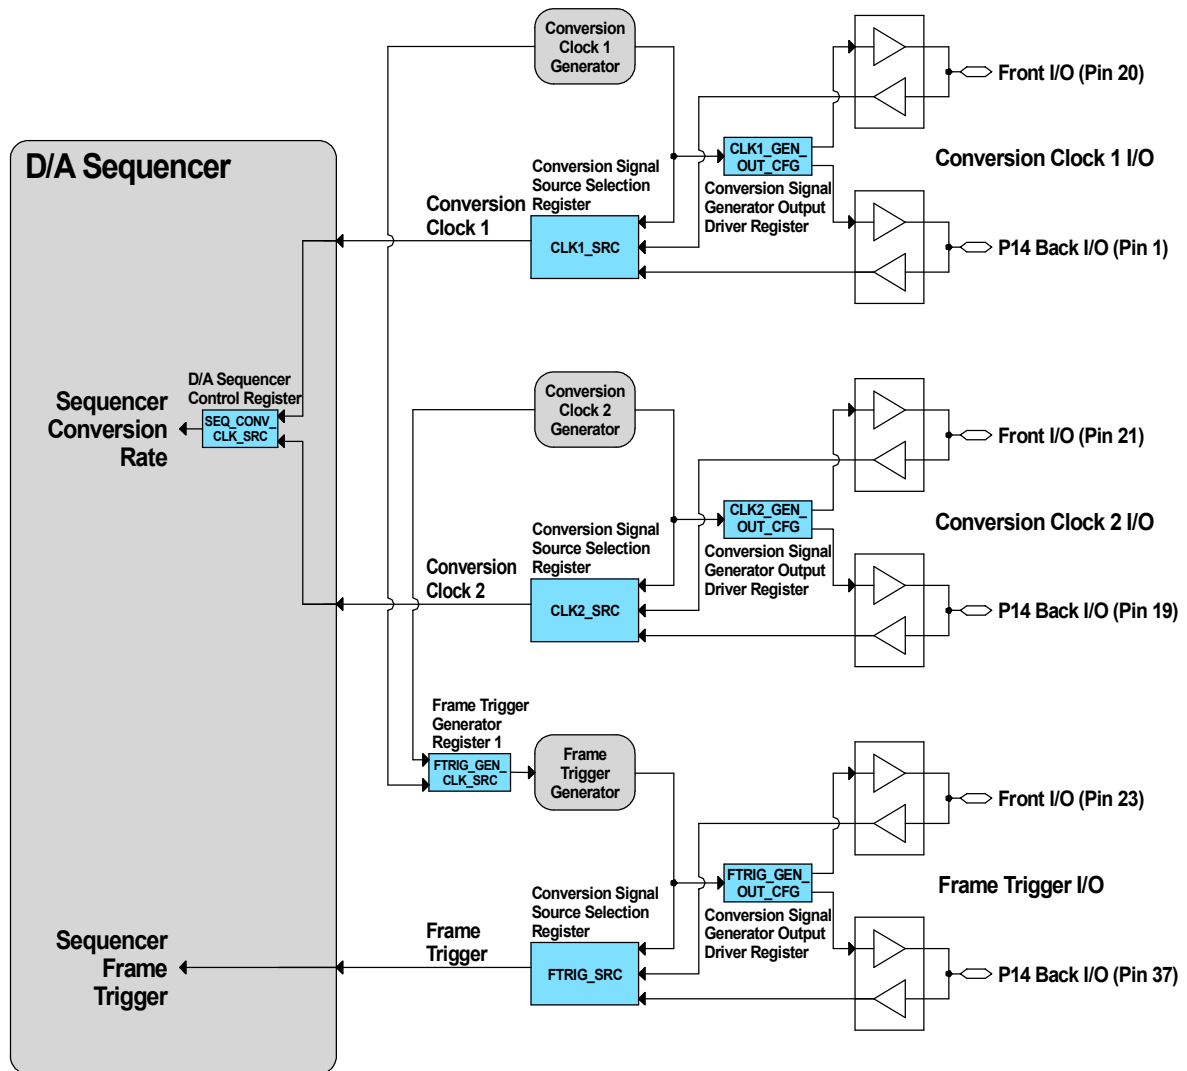 Conversion
Clock 1
Generator
Front I/O (Pin 20)
D/A Sequencer
CLK1_GEN_
OUT_CFG
Conversion Clock 1 I/O
Conversion Signal
Source Selection
Register
Conversion Signal
Generator Output
Driver Register
Conversion
Clock 1
CLK1_SRC
P14 Back I/O (Pin 1)
D/A Sequencer
Control Register
SEQ_CONV_
CLK_SRC
Sequencer
Conversion
Rate
Conversion
Clock 2
Generator
Front I/O (Pin 21)
CLK2_GEN_
OUT_CFG
Conversion Clock 2 I/O
Conversion Signal
Source Selection
Register
Conversion Signal
Generator Output
Driver Register
Conversion
Clock 2
CLK2_SRC
P14 Back I/O (Pin 19)
Frame Trigger
Generator
Register 1
FTRIG_GEN_
CLK_SRC
Frame
Trigger
Generator
Front I/O (Pin 23)
FTRIG_GEN_
OUT_CFG
Frame Trigger I/O
Conversion Signal
Source Selection
Register
Conversion Signal
Generator Output
Driver Register
Frame
Trigger
FTRIG_SRC
Sequencer
Frame
Trigger
P14 Back I/O (Pin 37)